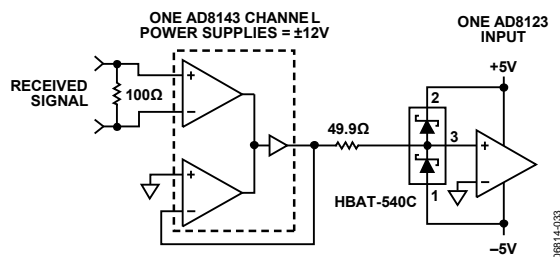 ONE AD8143 CHANNEL
POWER SUPPLIES = ±12V
ONE AD8123
INPUT
+5V
RECEIVED
SIGNAL
100Ω
+
−
+
−
49.9Ω
2
3
1
+
−
HBAT-540C
−5V
06814-033